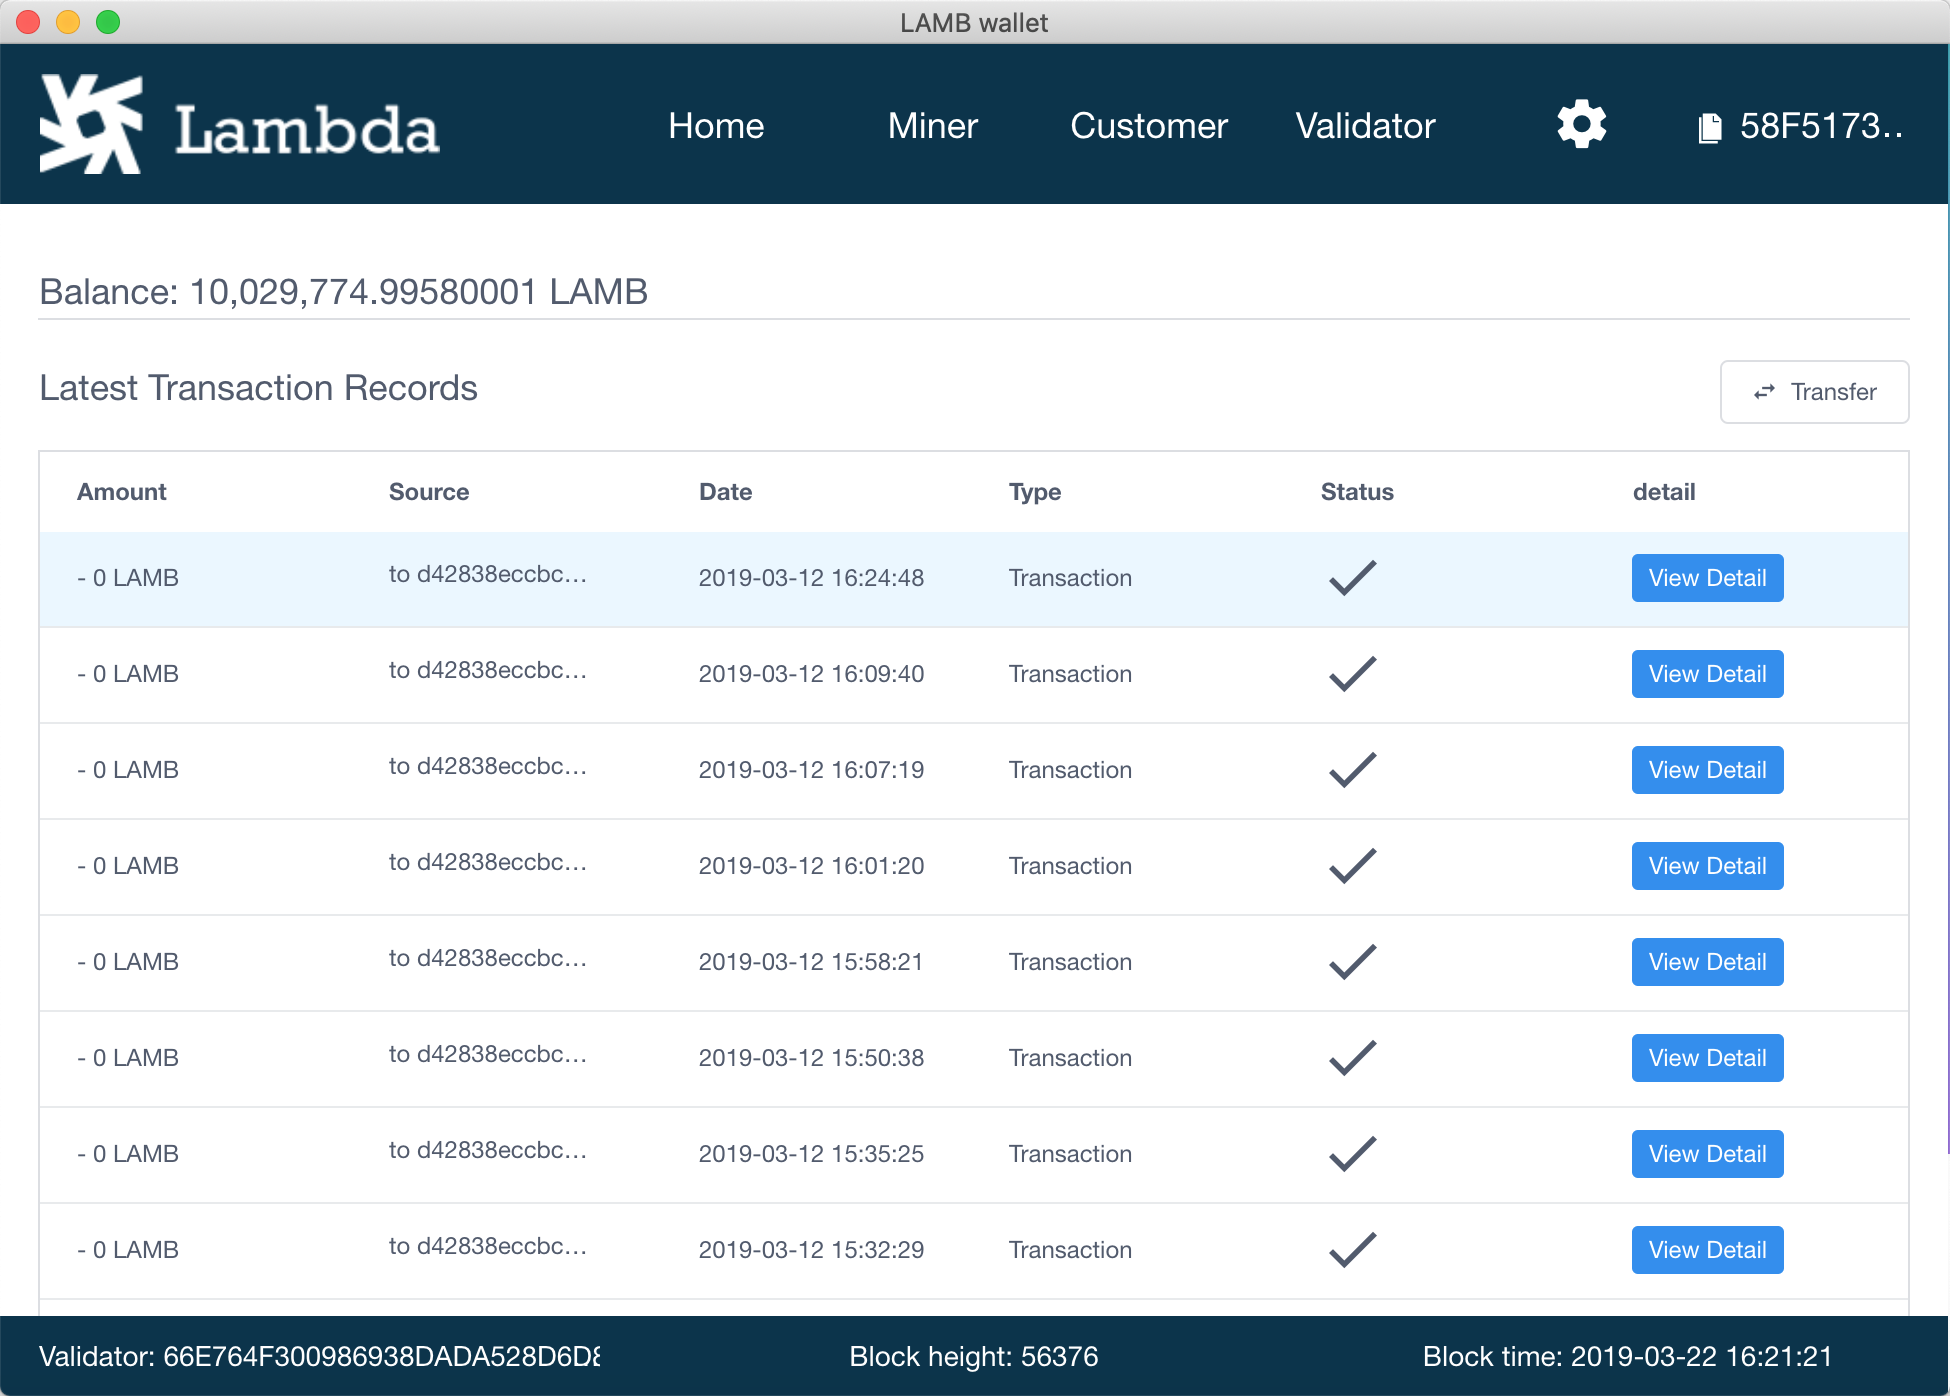 LAMB wallet
Lambda Home Miner Customer Validator 58F5173..
Balance: 10,029,774.99580001 LAMB
Latest Transaction Records Transfer
Amount Source Date Type Status detail
- 0 LAMB to d42838eccbc... 2019-03-12 16:24:48 Transaction View Detail
- 0 LAMB to d42838eccbc... 2019-03-12 16:09:40 Transaction View Detail
- 0 LAMB to d42838eccbc... 2019-03-12 16:07:19 Transaction View Detail
- 0 LAMB to d42838eccbc... 2019-03-12 16:01:20 Transaction View Detail
- 0 LAMB to d42838eccbc... 2019-03-12 15:58:21 Transaction View Detail
- 0 LAMB to d42838eccbc... 2019-03-12 15:50:38 Transaction View Detail
- 0 LAMB to d42838eccbc... 2019-03-12 15:35:25 Transaction View Detail
- 0 LAMB to d42838eccbc... 2019-03-12 15:32:29 Transaction View Detail
Validator: 66E764F300986938DADA528D6D8 Block height: 56376 Block time: 2019-03-22 16:21:21